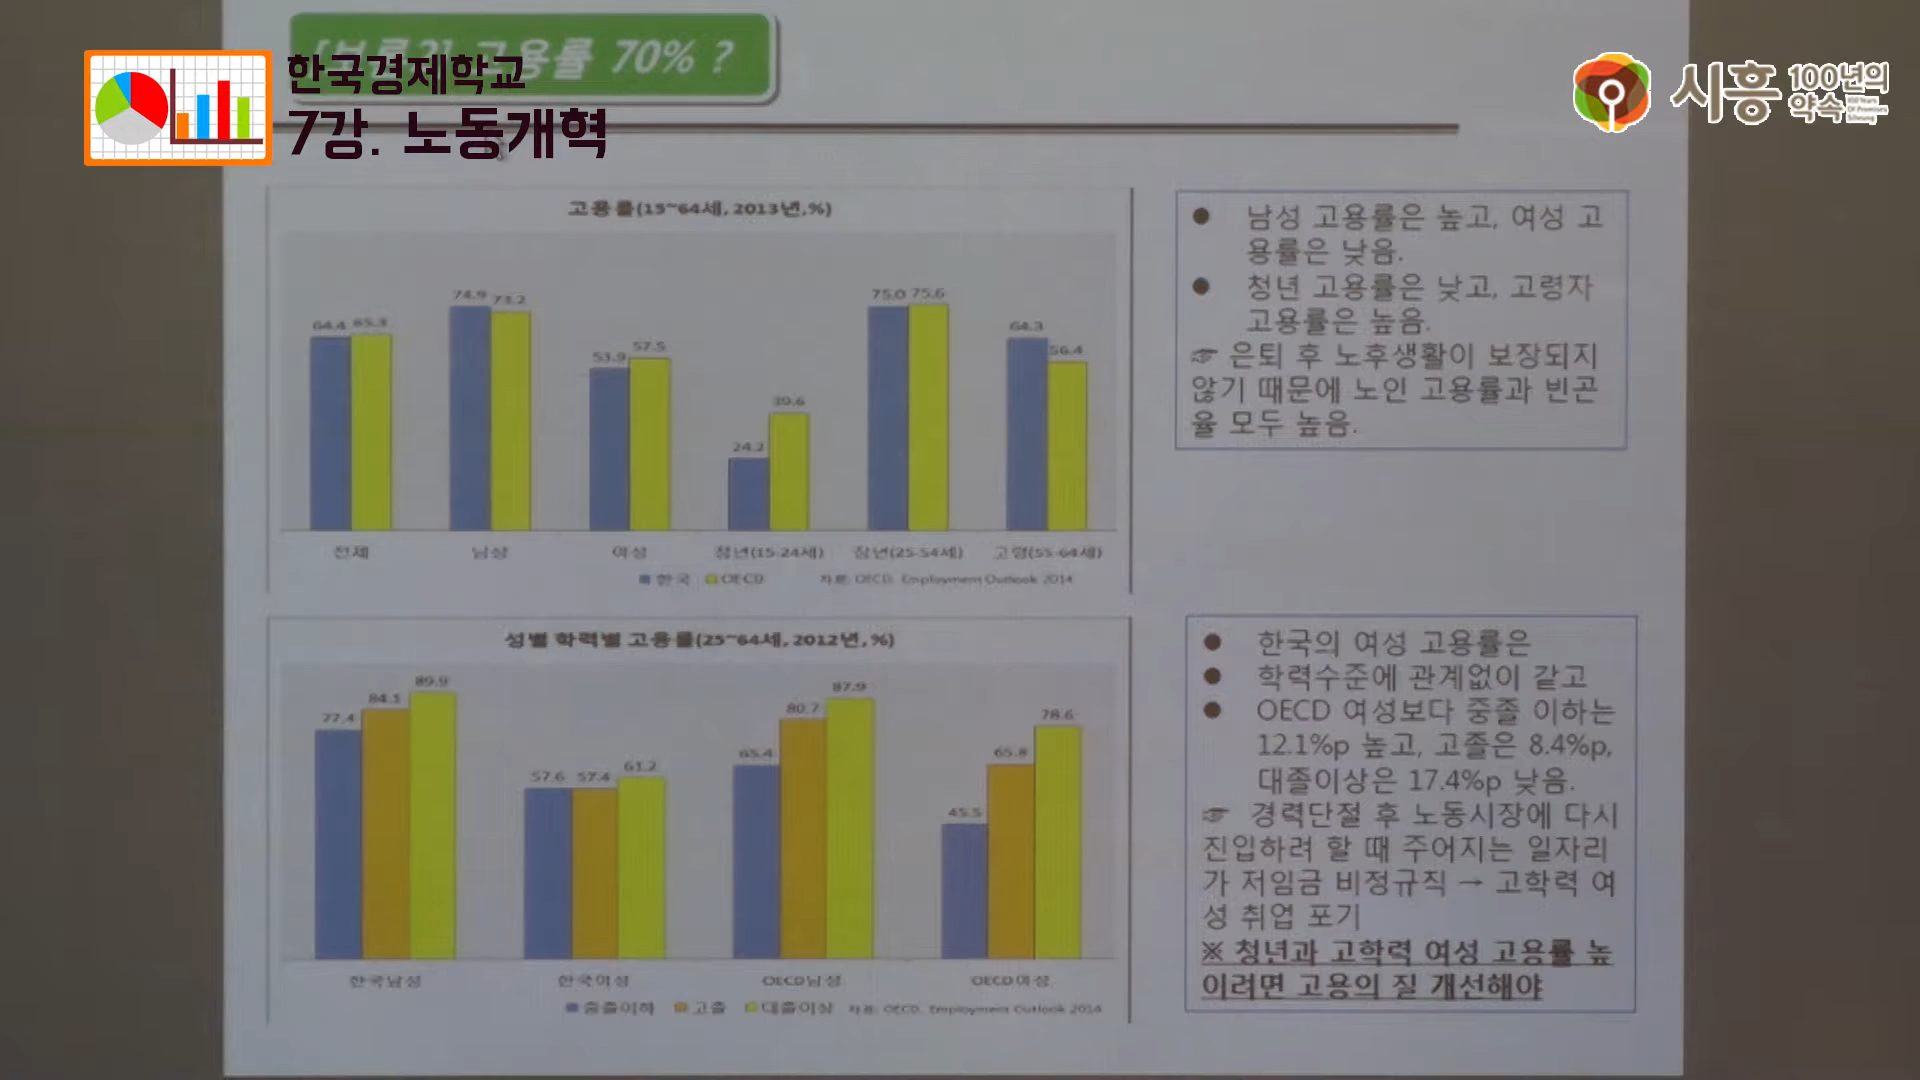 고용률 70% ?
한국경제학교
7강. 노동개혁
시흥 100년의 약속
고용률(15~64세, 2013년,%)
64.4 65.3 74.9 73.2 53.9 57.5 24.2 39.6 75.0 75.6 64.3 56.4
전체 남성 여성 청년(15-24세) 장년(25-54세) 고령(55-64세)
한국 OECD 자료: OECD. Employment Outlook 2014
● 남성 고용률은 높고, 여성 고
용률은 낮음.
● 청년 고용률은 낮고, 고령자
고용률은 높음.
☞ 은퇴 후 노후생활이 보장되지
않기 때문에 노인 고용률과 빈곤
율 모두 높음.
성별 학력별 고용률(25~64세, 2012년,%)
77.4 84.1 89.9 57.6 57.4 61.2 65.4 80.7 87.9 45.5 65.8 78.6
한국남성 한국여성 OECD남성 OECD여성
중졸이하 고졸 대졸이상 자료: OECD. Employment Outlook 2014
● 한국의 여성 고용률은
● 학력수준에 관계없이 같고
● OECD 여성보다 중졸 이하는
12.1%p 높고, 고졸은 8.4%p,
대졸이상은 17.4%p 낮음.
☞ 경력단절 후 노동시장에 다시
진입하려 할 때 주어지는 일자리
가 저임금 비정규직 → 고학력 여
성 취업 포기
※ 청년과 고학력 여성 고용률 높
이려면 고용의 질 개선해야